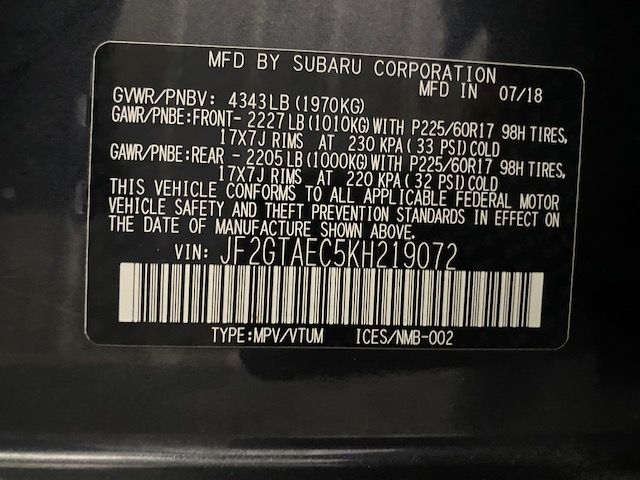 MFD BY SUBARU CORPORATION
MFD IN 07/18
GVWR/PNBV: 4343LB(1970KG)
GAWR/PNBE:FRONT- 2227LB(1010KG)WITH P225/60R17 98H TIRES,
17X7J RIMS AT 230 KPA( 33 PSI)COLD
GAWR/PNBE:REAR - 2205LB(1000KG)WITH P225/60R17 98H TIRES,
17X7J RIMS AT 220 KPA( 32 PSI)COLD
THIS VEHICLE CONFORMS TO ALL APPLICABLE FEDERAL MOTOR
VEHICLE SAFETY AND THEFT PREVENTION STANDARDS IN EFFECT ON
THE DATE OF MANUFACTURE SHOWN ABOVE.
VIN: JF2GTAEC5KH219072
TYPE:MPV/VTUM ICES/NMB-002